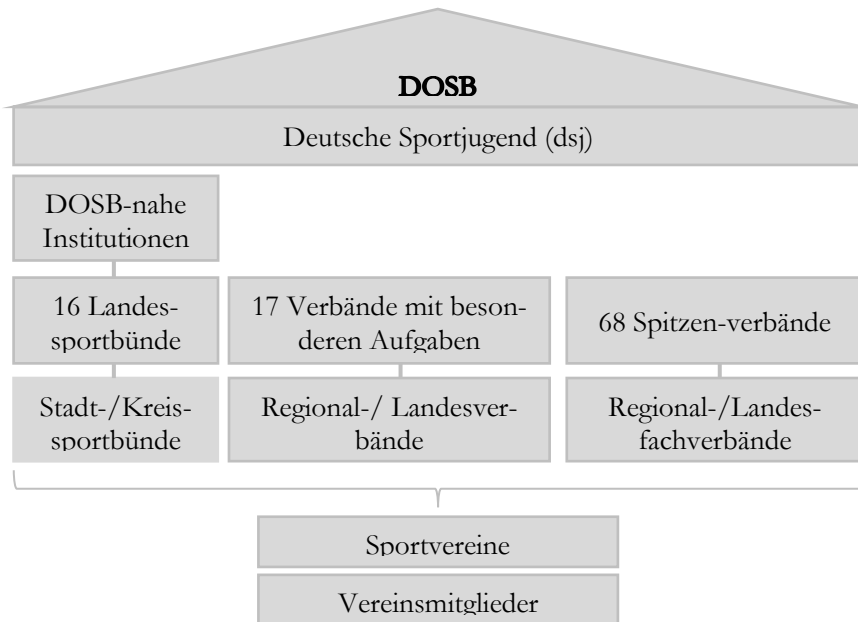 DOSB
Deutsche Sportjugend (dsj)
DOSB-nahe
Institutionen
16 Landes-
sportbünde
17 Verbände mit beson-
deren Aufgaben
68 Spitzen-verbände
Stadt-/Kreis-
sportbünde
Regional-/ Landesver-
bände
Regional-/Landes-
fachverbände
Sportvereine
Vereinsmitglieder